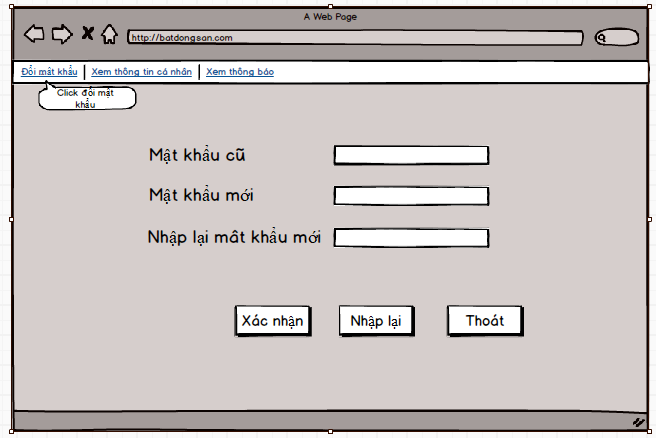 A Web Page
http://batdongsan.com
Đổi mật khẩu | Xem thông tin cá nhân | Xem thông báo
Click đổi mật
khẩu
Mật khẩu cũ
Mật khẩu mới
Nhập lại mât khẩu mới
Xác nhận Nhập lại Thoát